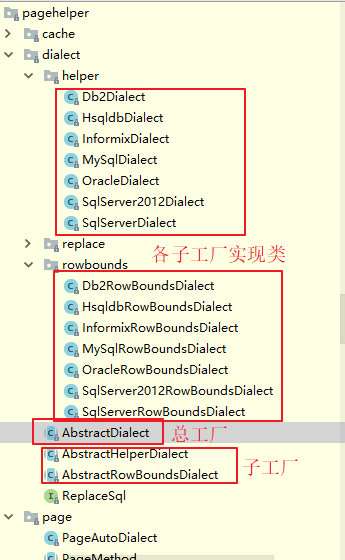 pagehelper
cache
dialect
helper
Db2Dialect
HsqldbDialect
InformixDialect
MySqlDialect
OracleDialect
SqlServer2012Dialect
SqlServerDialect
replace
各子工厂实现类
rowbounds
Db2RowBoundsDialect
HsqldbRowBoundsDialect
InformixRowBoundsDialect
MySqlRowBoundsDialect
OracleRowBoundsDialect
SqlServer2012RowBoundsDialect
SqlServerRowBoundsDialect
AbstractDialect 总工厂
AbstractHelperDialect
子工厂
AbstractRowBoundsDialect
ReplaceSql
page
PageAutoDialect
PageMethod